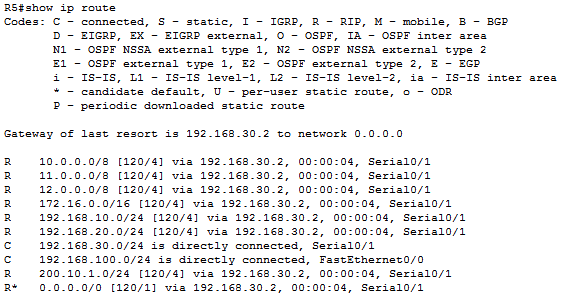 R5#show ip route
Codes: C - connected, S - static, I - IGRP, R - RIP, M - mobile, B - BGP
       D - EIGRP, EX - EIGRP external, O - OSPF, IA - OSPF inter area
       N1 - OSPF NSSA external type 1, N2 - OSPF NSSA external type 2
       E1 - OSPF external type 1, E2 - OSPF external type 2, E - EGP
       i - IS-IS, L1 - IS-IS level-1, L2 - IS-IS level-2, ia - IS-IS inter area
       * - candidate default, U - per-user static route, o - ODR
       P - periodic downloaded static route
Gateway of last resort is 192.168.30.2 to network 0.0.0.0
R    10.0.0.0/8 [120/4] via 192.168.30.2, 00:00:04, Serial0/1
R    11.0.0.0/8 [120/4] via 192.168.30.2, 00:00:04, Serial0/1
R    12.0.0.0/8 [120/4] via 192.168.30.2, 00:00:04, Serial0/1
R    172.16.0.0/16 [120/4] via 192.168.30.2, 00:00:04, Serial0/1
R    192.168.10.0/24 [120/4] via 192.168.30.2, 00:00:04, Serial0/1
R    192.168.20.0/24 [120/4] via 192.168.30.2, 00:00:04, Serial0/1
C    192.168.30.0/24 is directly connected, Serial0/1
C    192.168.100.0/24 is directly connected, FastEthernet0/0
R    200.10.1.0/24 [120/4] via 192.168.30.2, 00:00:04, Serial0/1
R*   0.0.0.0/0 [120/1] via 192.168.30.2, 00:00:04, Serial0/1